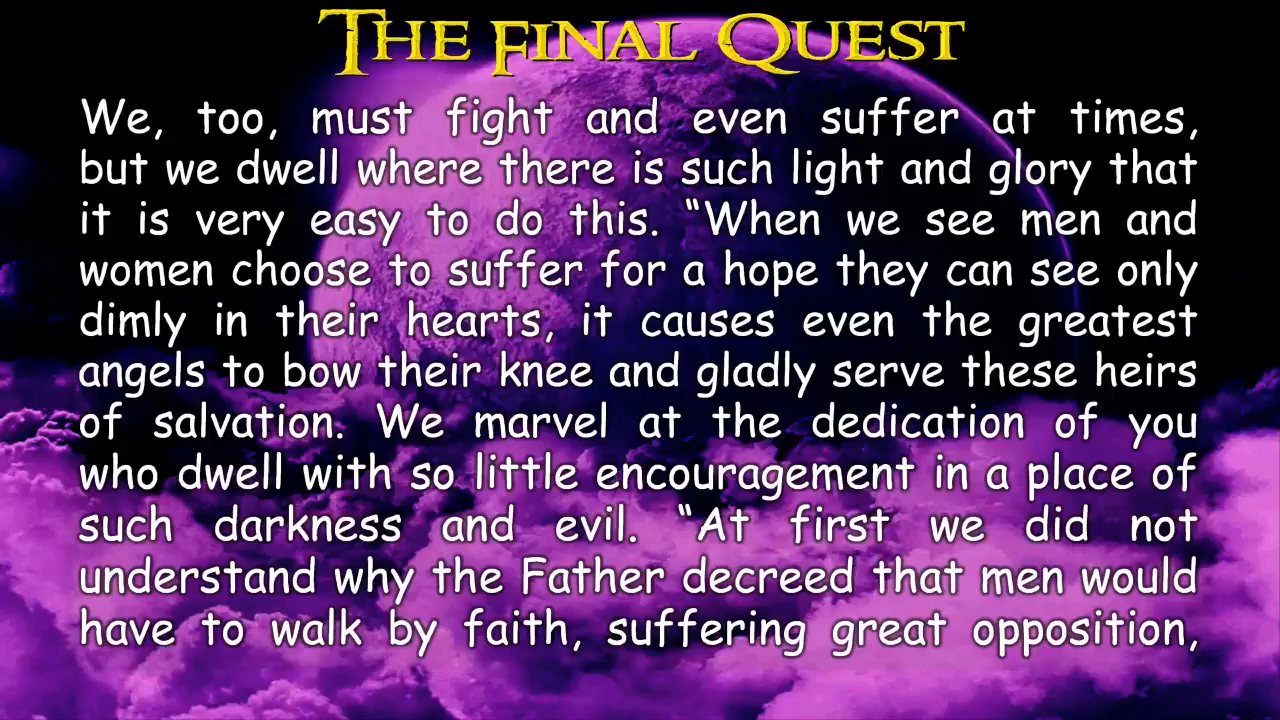 THE FINAL QUEST
We, too, must fight and even suffer at times,
but we dwell where there is such light and glory that
it is very easy to do this. “When we see men and
women choose to suffer for a hope they can see only
dimly in their hearts, it causes even the greatest
angels to bow their knee and gladly serve these heirs
of salvation. We marvel at the dedication of you
who dwell with so little encouragement in a place of
such darkness and evil. “At first we did not
understand why the Father decreed that men would
have to walk by faith, suffering great opposition,